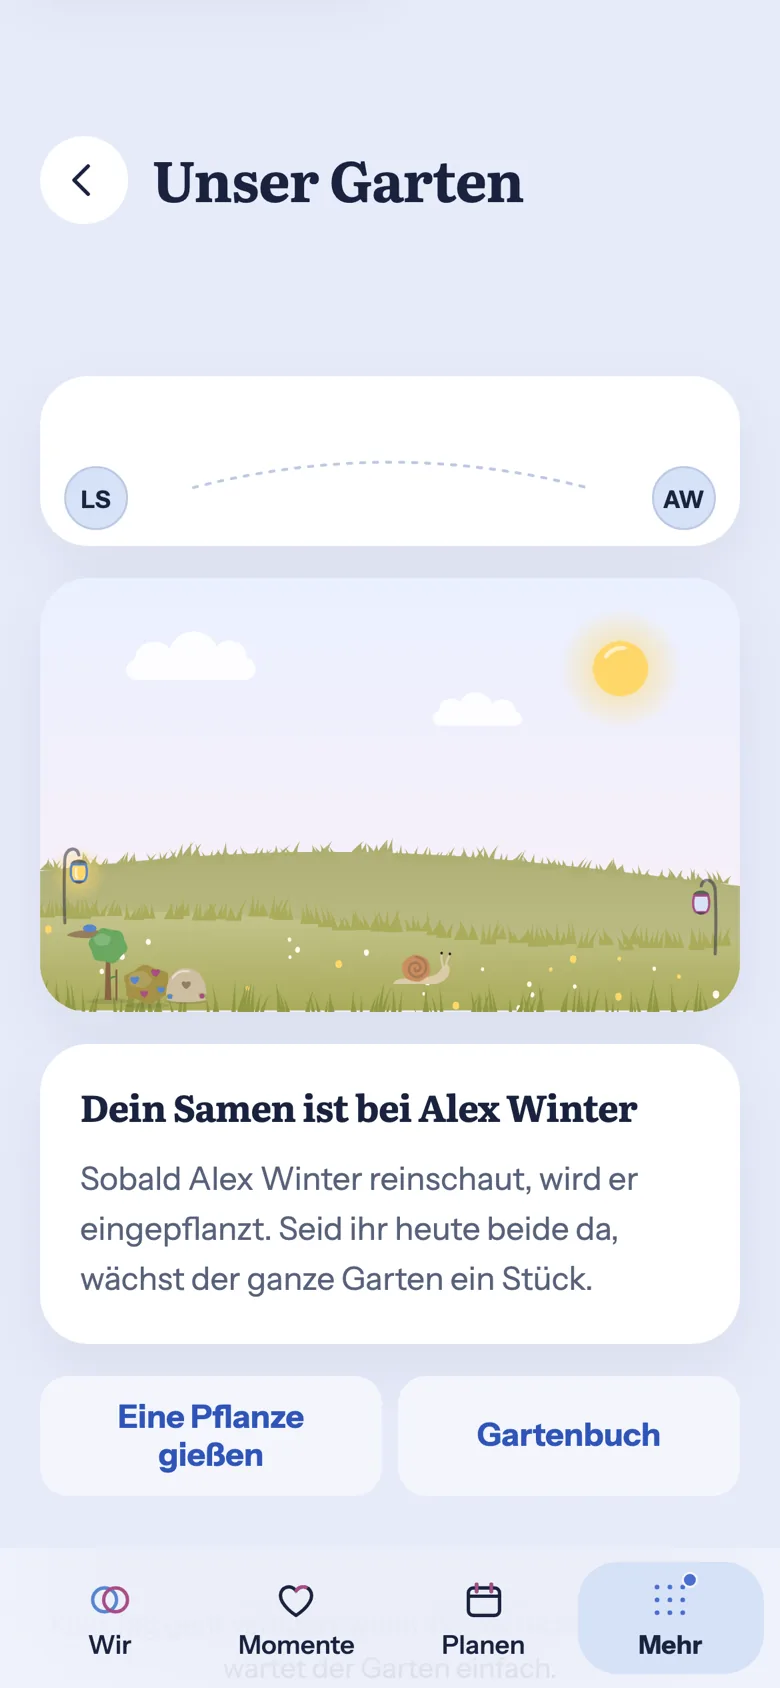 Unser Garten
LS
AW
Dein Samen ist bei Alex Winter
Sobald Alex Winter reinschaut, wird er
eingepflanzt. Seid ihr heute beide da,
wächst der ganze Garten ein Stück.
Eine Pflanze
gießen
Gartenbuch
Wir
Momente
Planen
Mehr
wartet der Garten einfach.